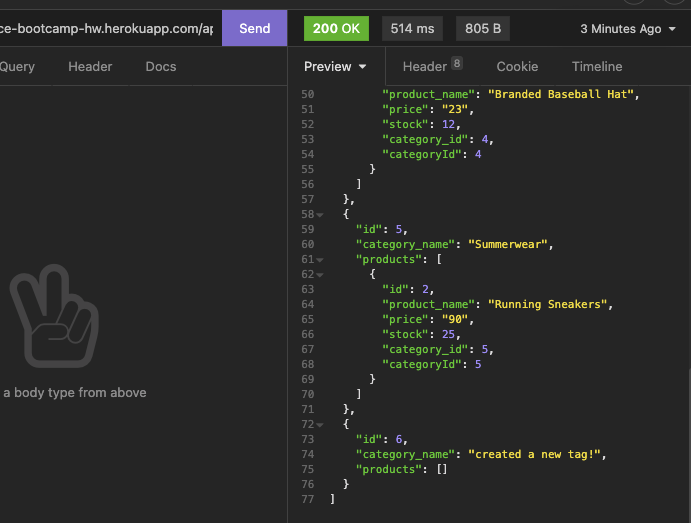 ce-bootcamp-hw.herokuapp.com/ap Send 200 OK 514 ms 805 B 3 Minutes Ago
Query Header Docs Preview Header 8 Cookie Timeline
50 "product_name": "Branded Baseball Hat",
51 "price": "23",
52 "stock": 12,
53 "category_id": 4,
54 "categoryId": 4
55 }
56 ]
57 },
58 {
59 "id": 5,
60 "category_name": "Summerwear",
61 "products": [
62 {
63 "id": 2,
64 "product_name": "Running Sneakers",
65 "price": "90",
66 "stock": 25,
67 "category_id": 5,
68 "categoryId": 5
69 }
70 ]
71 },
72 {
73 "id": 6,
74 "category_name": "created a new tag!",
75 "products": []
76 }
77 ]
a body type from above